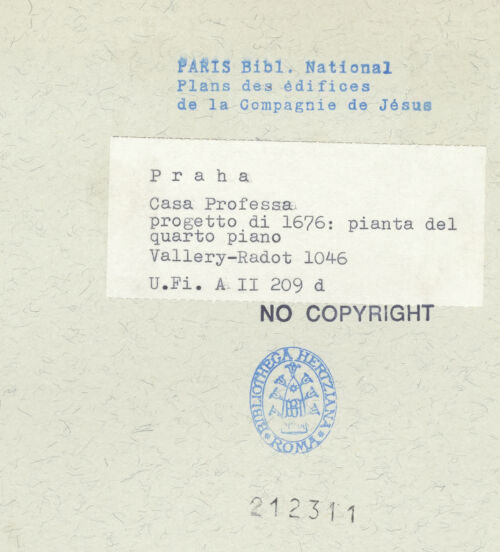 PARIS Bibl. National
Plans des édifices
de la Compagnie de Jésus
Praha
Casa Professa
progetto di 1676: pianta del
quarto piano
Vallery-Radot 1046
U.Fi. A II 209 d
NO COPYRIGHT
BIBLIOTHECA HERTZIANA
ROMA
212311